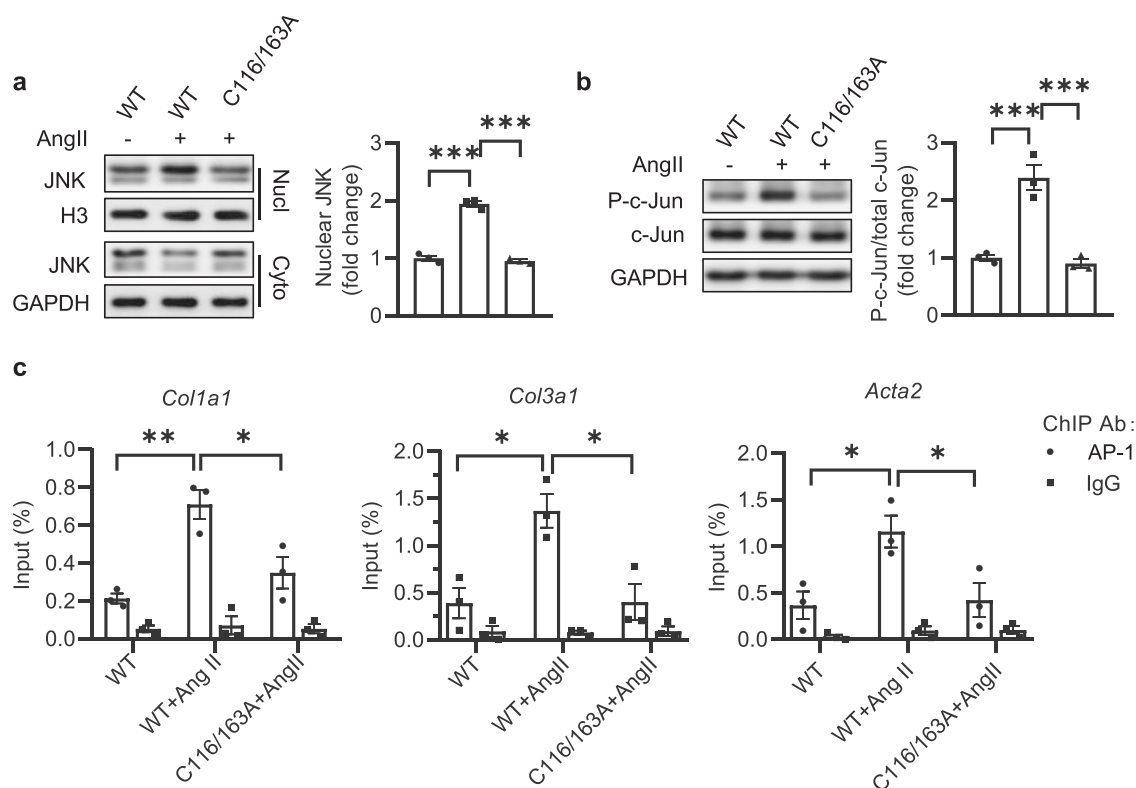 a
WT
WT
C116/163A
AngII
-
+
+
JNK
H3
Nucl
JNK
GAPDH
Cyto
Nuclear JNK
(fold change)
3
2
1
0
***
***
b
WT
WT
C116/163A
AngII
-
+
+
P-c-Jun
c-Jun
GAPDH
P-c-Jun/total c-Jun
(fold change)
3
2
1
0
***
***
c
Col1a1
Input (%)
1.0
0.8
0.6
0.4
0.2
0.0
**
*
WT
WT+Ang II
C116/163A+AngII
Col3a1
Input (%)
2.0
1.5
1.0
0.5
0.0
*
*
WT
WT+AngII
C116/163A+AngII
Acta2
Input (%)
2.0
1.5
1.0
0.5
0.0
*
*
WT
WT+Ang II
C116/163A+AngII
ChIP Ab:
AP-1
IgG